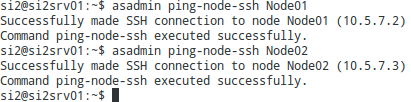 si2@si2srv01:~$ asadmin ping-node-ssh Node01
Successfully made SSH connection to node Node01 (10.5.7.2)
Command ping-node-ssh executed successfully.
si2@si2srv01:~$ asadmin ping-node-ssh Node02
Successfully made SSH connection to node Node02 (10.5.7.3)
Command ping-node-ssh executed successfully.
si2@si2srv01:~$